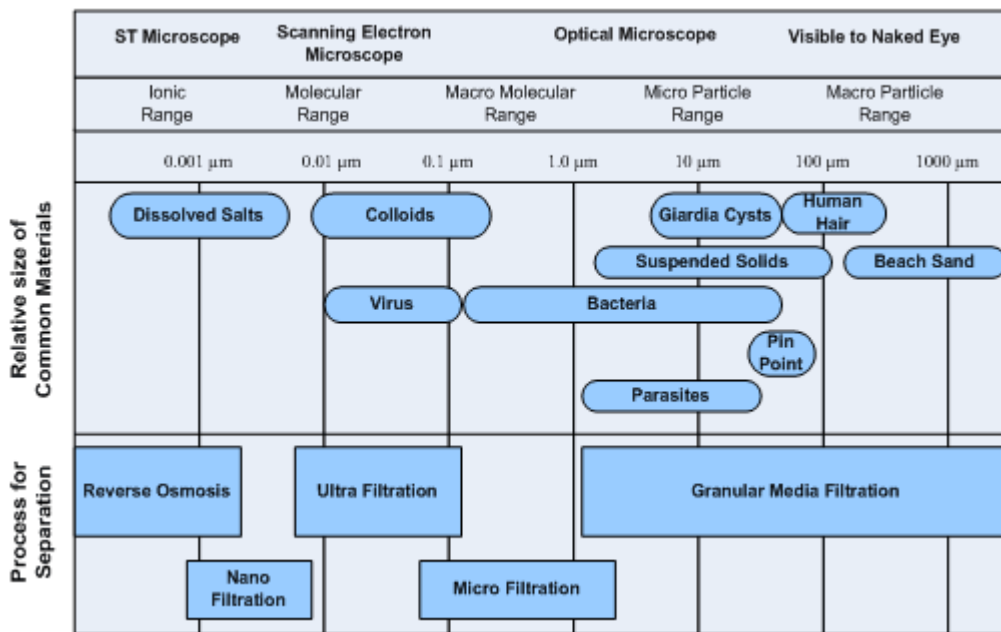 ST Microscope
Scanning Electron
Microscope
Optical Microscope
Visible to Naked Eye
Ionic
Range
Molecular
Range
Macro Molecular
Range
Micro Particle
Range
Macro Partlicle
Range
0.001 µm
0.01 µm
0.1 µm
1.0 µm
10 µm
100 µm
1000 µm
Relative size of
Common Materials
Dissolved Salts
Colloids
Giardia Cysts
Human
Hair
Suspended Solids
Beach Sand
Virus
Bacteria
Pin
Point
Parasites
Process for
Separation
Reverse Osmosis
Ultra Filtration
Granular Media Filtration
Nano
Filtration
Micro Filtration